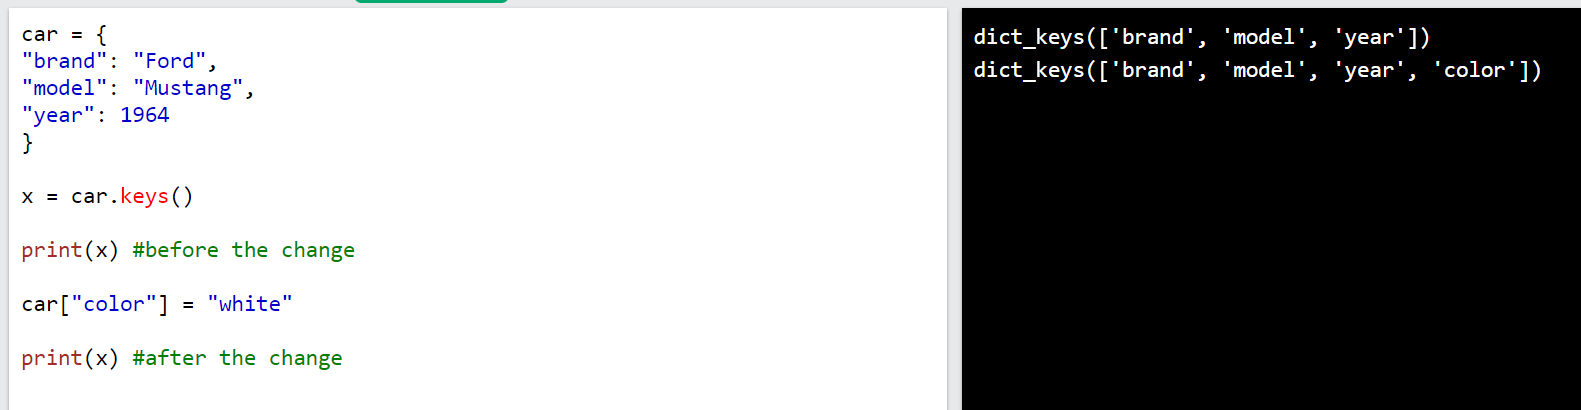 car = {
"brand": "Ford",
"model": "Mustang",
"year": 1964
}
x = car.keys()
print(x) #before the change
car["color"] = "white"
print(x) #after the change
dict_keys(['brand', 'model', 'year'])
dict_keys(['brand', 'model', 'year', 'color'])